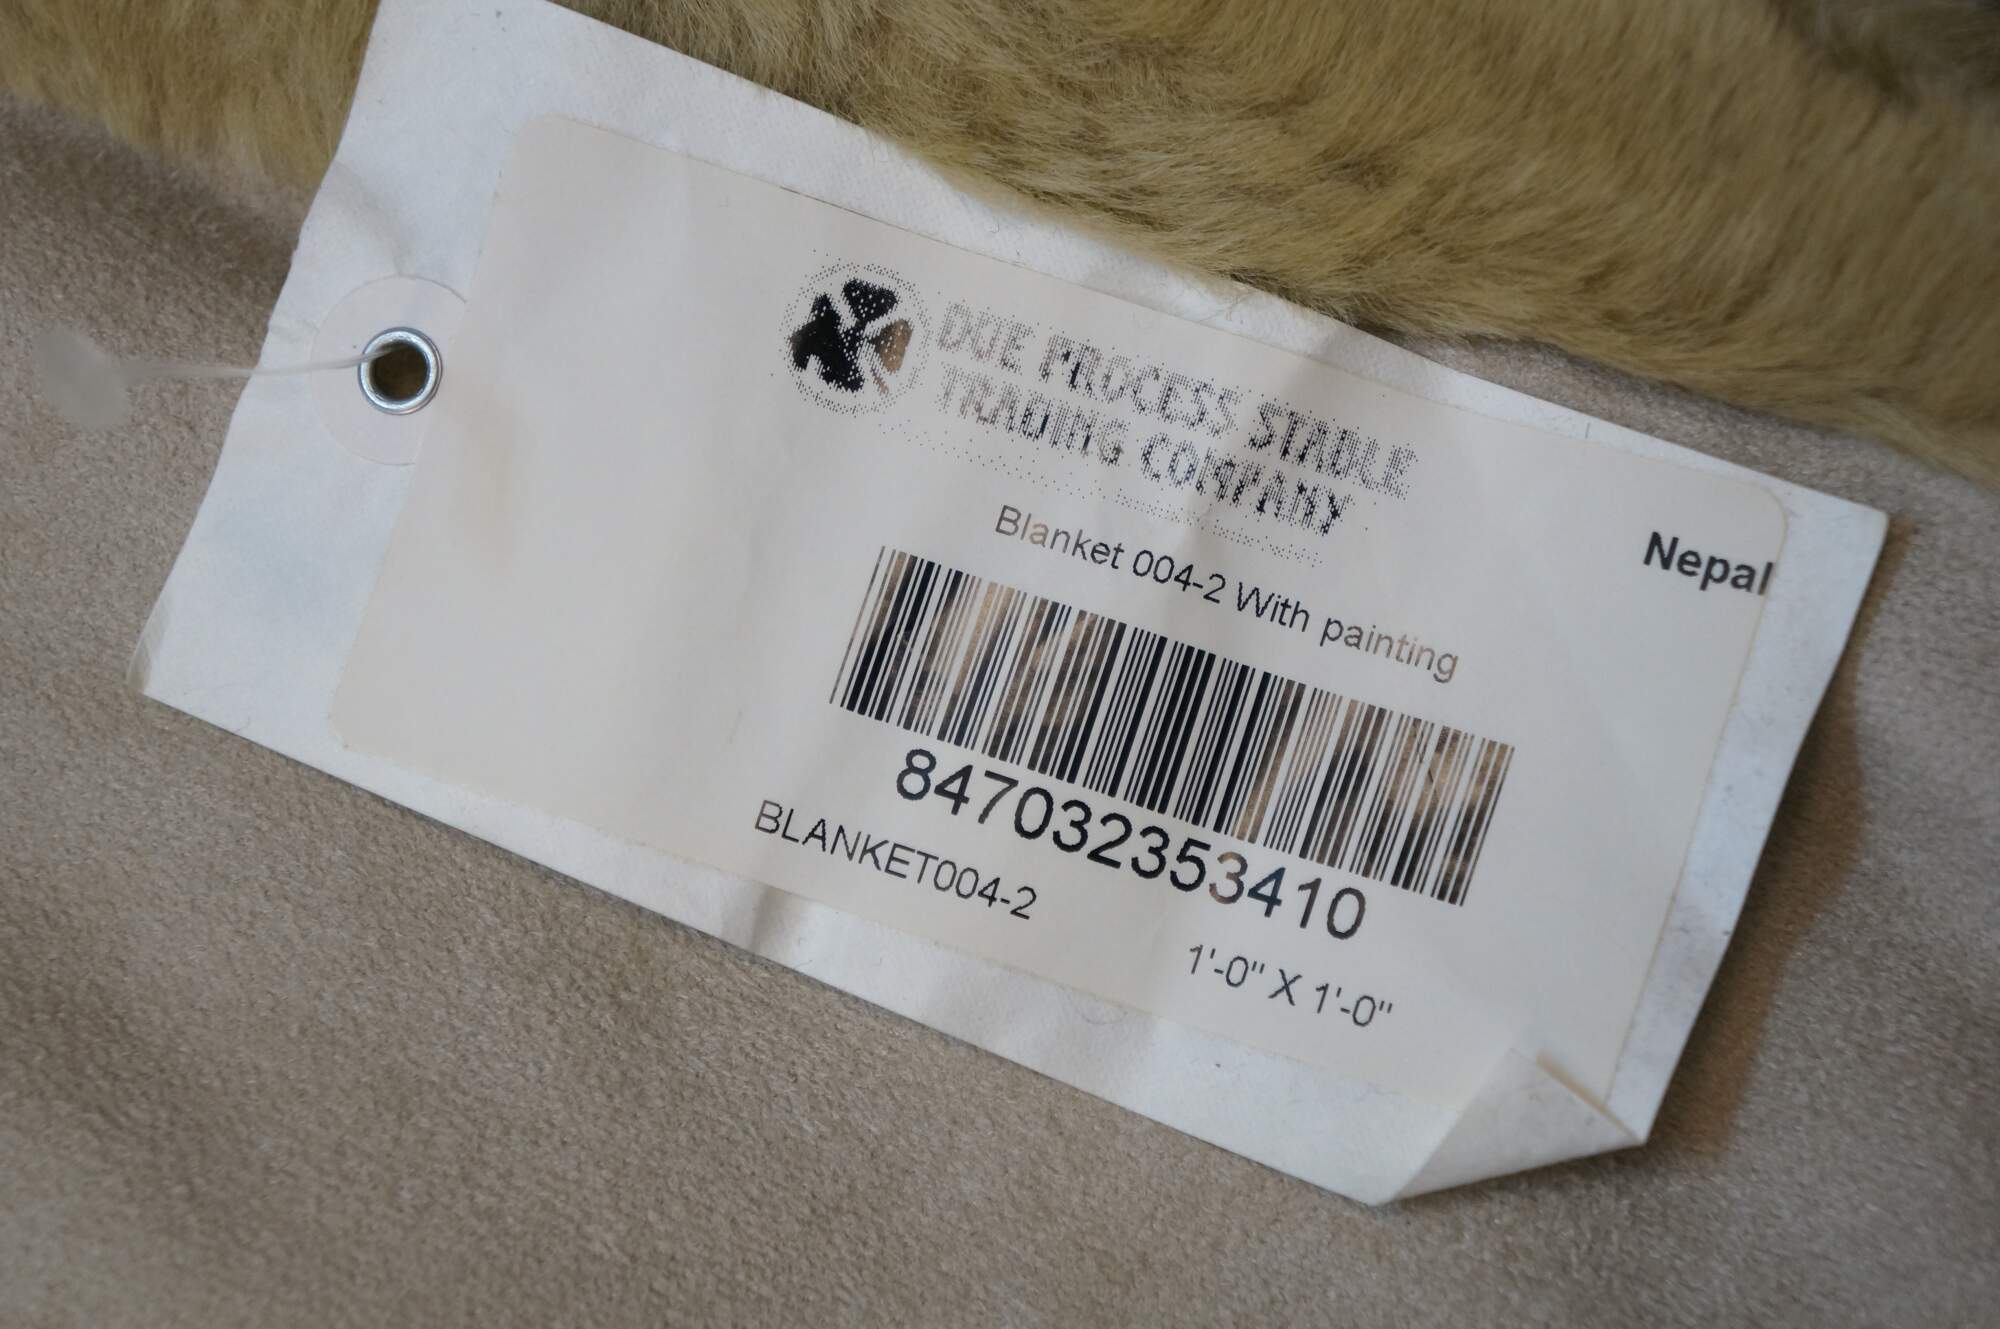 DUE PROCESS STABLE
TRADING COMPANY
Nepal
Blanket 004-2 With painting
847032353410
BLANKET004-2
1'-0" X 1'-0"